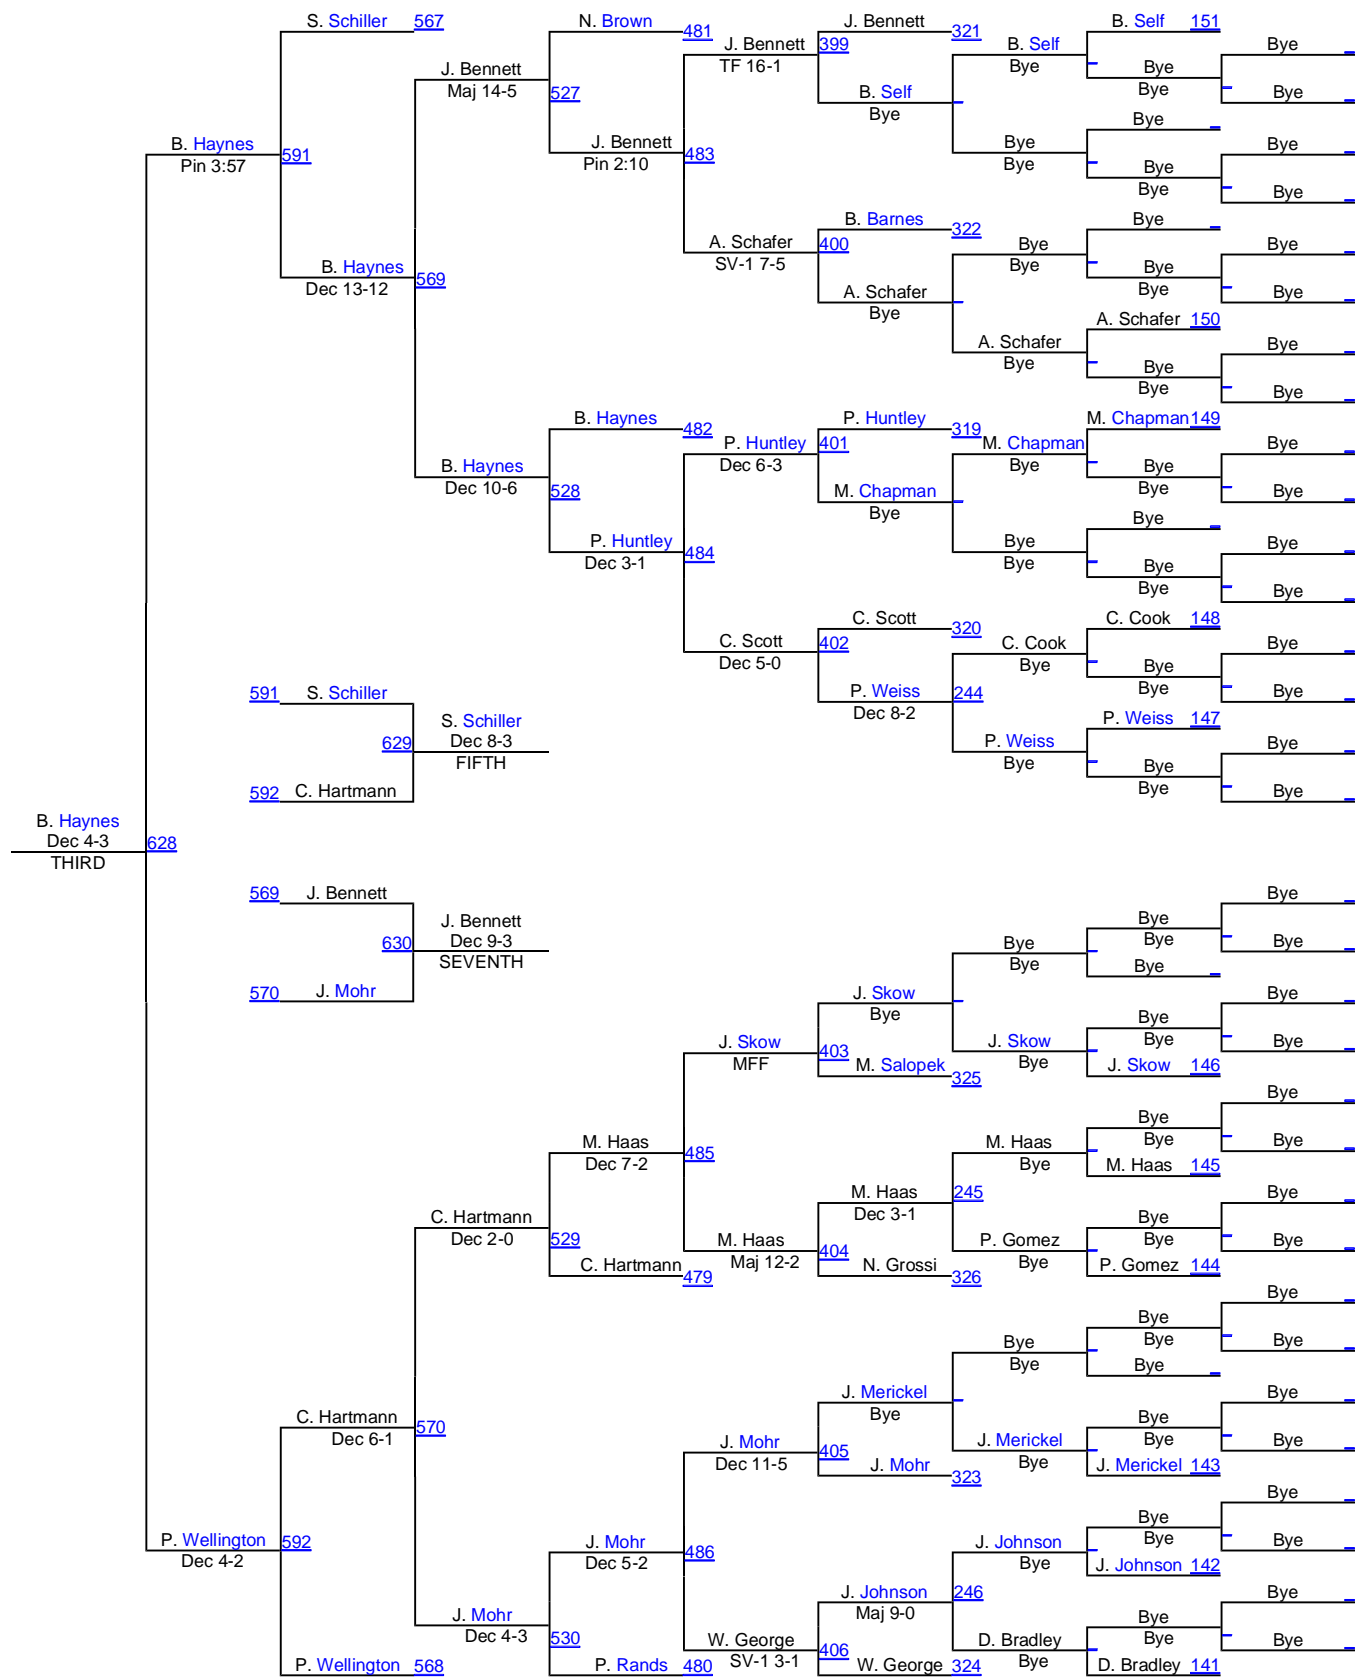 S. Schiller 567
N. Brown 481
J. Bennett 321
B. Self 151
Bye
J. Bennett 399
TF 16-1
B. Self
Bye
Bye
Bye
Bye
J. Bennett
Maj 14-5
527
B. Self
Bye
Bye
Bye
Bye
B. Haynes
Pin 3:57
591
J. Bennett
Pin 2:10
483
Bye
Bye
Bye
Bye
Bye
Bye
B. Barnes 322
Bye
A. Schafer 400
SV-1 7-5
Bye
Bye
Bye
Bye
Bye
B. Haynes
Dec 13-12
569
A. Schafer
Bye
Bye
A. Schafer 150
A. Schafer
Bye
Bye
Bye
Bye
Bye
B. Haynes 482
P. Huntley 319
M. Chapman 149
P. Huntley 401
Dec 6-3
M. Chapman
Bye
Bye
Bye
Bye
B. Haynes
Dec 10-6
528
M. Chapman
Bye
Bye
Bye
P. Huntley
Dec 3-1
484
Bye
Bye
Bye
Bye
Bye
Bye
C. Scott 320
C. Cook 148
C. Scott 402
Dec 5-0
C. Cook
Bye
Bye
Bye
Bye
591 S. Schiller
P. Weiss 244
Dec 8-2
Bye
S. Schiller
629 Dec 8-3
FIFTH
P. Weiss 147
P. Weiss
Bye
Bye
Bye
Bye
592 C. Hartmann
Bye
B. Haynes
Dec 4-3
628
THIRD
569 J. Bennett
Bye
J. Bennett
630 Dec 9-3
SEVENTH
Bye
Bye
Bye
Bye
Bye
Bye
570 J. Mohr
J. Skow
Bye
Bye
J. Skow 403
MFF
J. Skow
Bye
Bye
Bye
Bye
M. Salopek 325
J. Skow 146
Bye
M. Haas
Dec 7-2
485
M. Haas
Bye
Bye
Bye
Bye
M. Haas 145
M. Haas 245
Dec 3-1
Bye
C. Hartmann
Dec 2-0
529
M. Haas 404
Maj 12-2
P. Gomez
Bye
Bye
Bye
Bye
C. Hartmann 479
N. Grossi 326
P. Gomez 144
Bye
Bye
Bye
Bye
Bye
Bye
Bye
J. Merickel
Bye
Bye
C. Hartmann
Dec 6-1
570
J. Mohr 405
Dec 11-5
J. Merickel
Bye
Bye
Bye
Bye
J. Mohr 323
J. Merickel 143
Bye
P. Wellington
Dec 4-2
592
J. Mohr
Dec 5-2
486
J. Johnson
Bye
Bye
Bye
Bye
J. Johnson 142
J. Johnson 246
Maj 9-0
Bye
J. Mohr
Dec 4-3
530
W. George 406
SV-1 3-1
D. Bradley
Bye
Bye
Bye
Bye
P. Wellington 568
P. Rands 480
W. George 324
D. Bradley 141